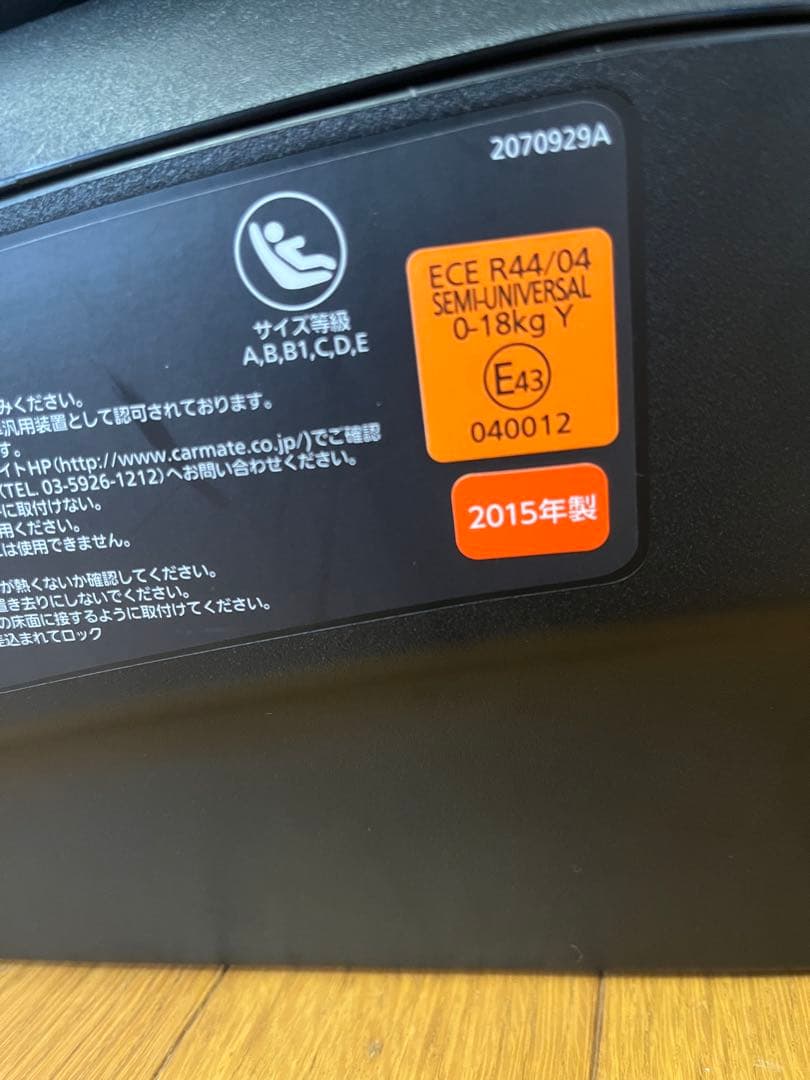 2070929A
サイズ等級
A,B,B1,C,D,E
ECE R44/04
SEMI-UNIVERSAL
0-18kg Y
E43
040012
2015年製
みください。
汎用装置として認可されております。
す。
イトHP(http://www.carmate.co.jp/)でご確認
(TEL. 03-5926-1212)へお問い合わせください。
に取付けない。
用ください。
は使用できません。
が熱くないか確認してください。
置き去りにしないでください。
の床面に接するように取付けてください。
込まれてロック